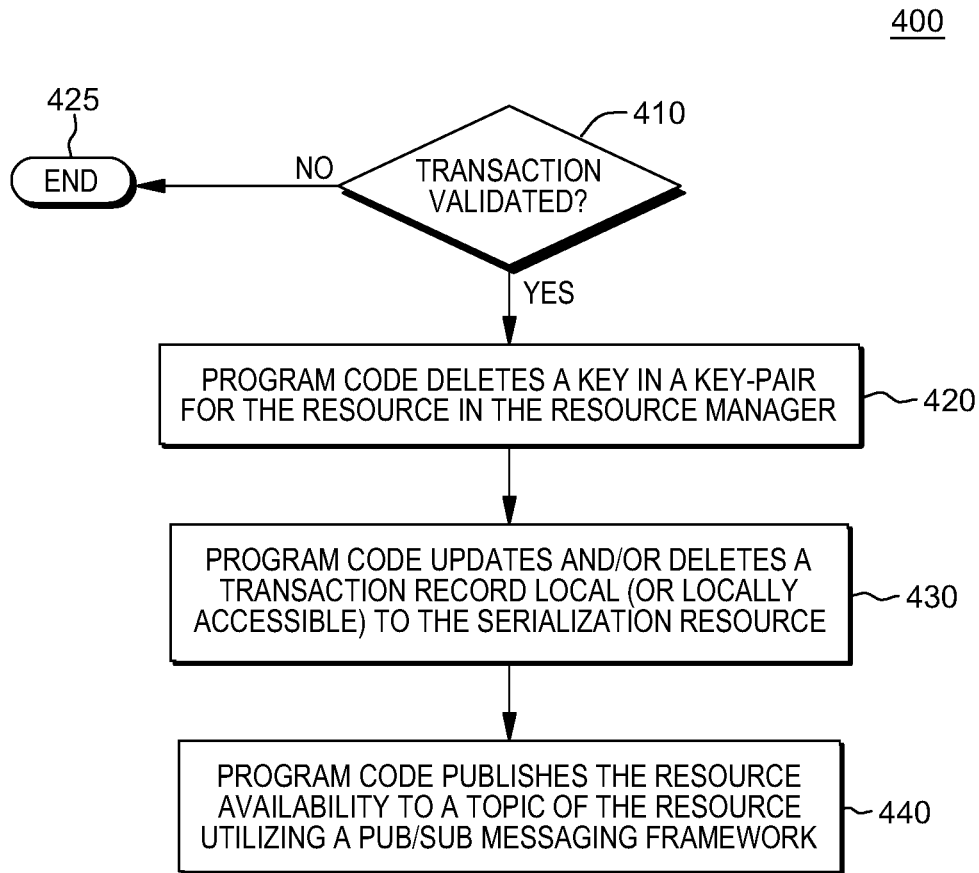 400
425
410
END
NO
TRANSACTION
VALIDATED?
YES
PROGRAM CODE DELETES A KEY IN A KEY-PAIR
FOR THE RESOURCE IN THE RESOURCE MANAGER
420
PROGRAM CODE UPDATES AND/OR DELETES A
TRANSACTION RECORD LOCAL (OR LOCALLY
ACCESSIBLE) TO THE SERIALIZATION RESOURCE
430
PROGRAM CODE PUBLISHES THE RESOURCE
AVAILABILITY TO A TOPIC OF THE RESOURCE
UTILIZING A PUB/SUB MESSAGING FRAMEWORK
440